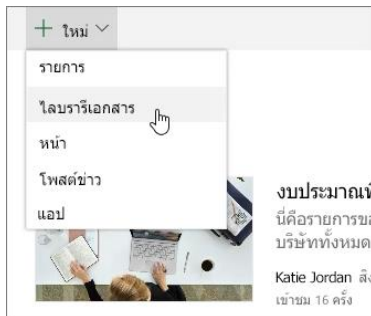 ใหม่
รายการ
ไลบรารีเอกสาร
หน้า
โพสต์ข่าว
แอป
งบประมาณ
นี่คือรายการ
บริษัททั้งหมด
Katie Jordan
เข้าชม 16 ครั้ง